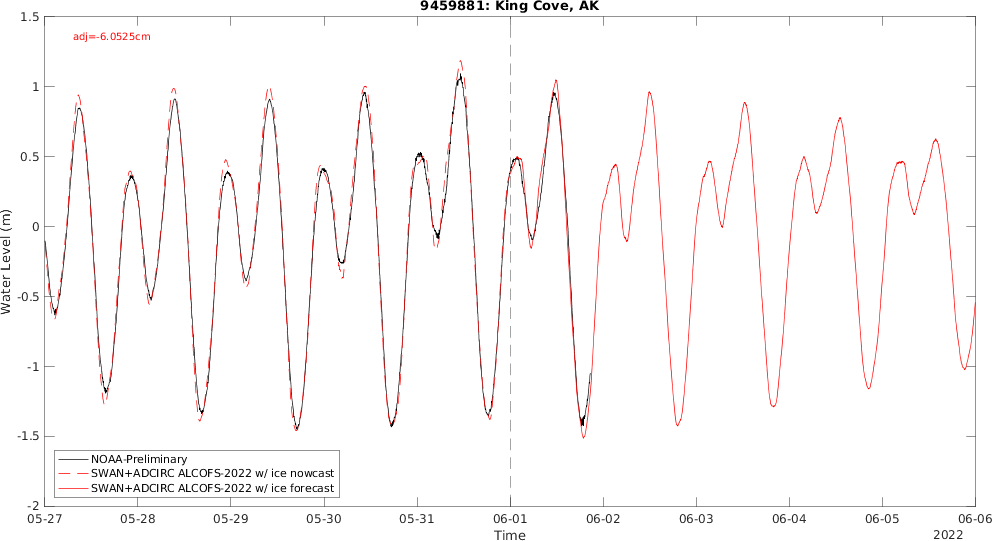 9459881: King Cove, AK
adj=-6.0525cm
1.5
1
0.5
0
-0.5
-1
-1.5
-2
Water Level (m)
NOAA-Preliminary
SWAN+ADCIRC ALCOFS-2022 w/ ice nowcast
SWAN+ADCIRC ALCOFS-2022 w/ ice forecast
05-27 05-28 05-29 05-30 05-31 06-01 06-02 06-03 06-04 06-05 06-06
Time
2022